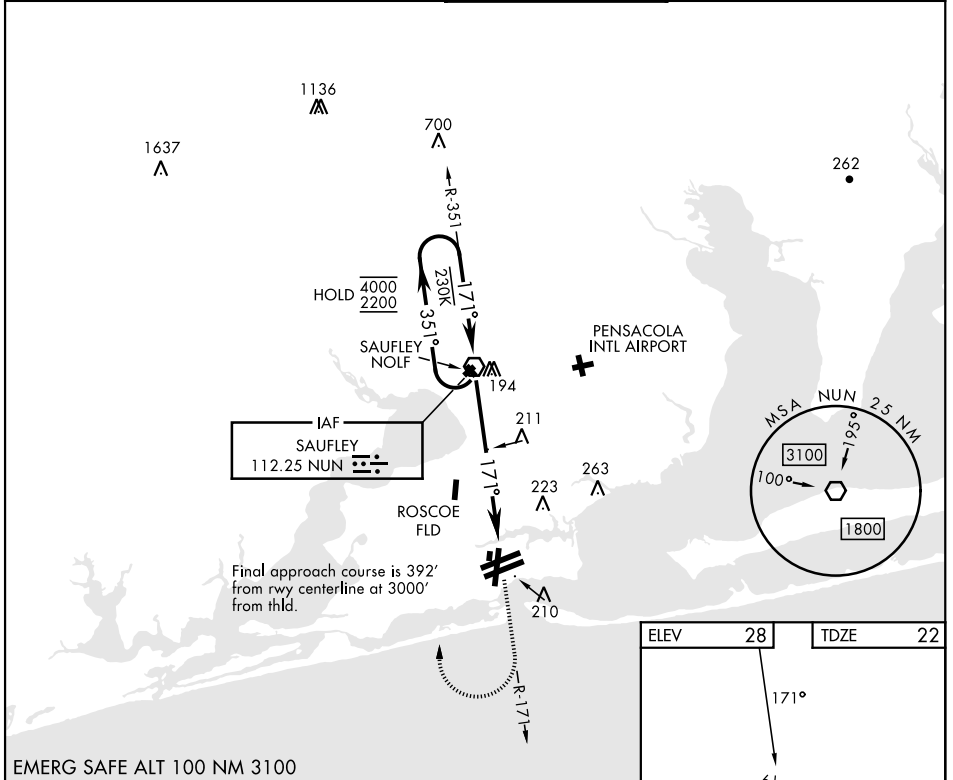 1136
700
1637
262
R-351
HOLD 4000
2200
230K
171°
351°
SAUFLEY
NOLF
PENSACOLA
INTL AIRPORT
194
MSA NUN 25 NM
195°
3100
100°
1800
IAF
SAUFLEY
112.25 NUN
211
171°
263
223
ROSCOE
FLD
Final approach course is 392'
from rwy centerline at 3000'
from thld.
210
R-171
ELEV 28
TDZE 22
171°
EMERG SAFE ALT 100 NM 3100